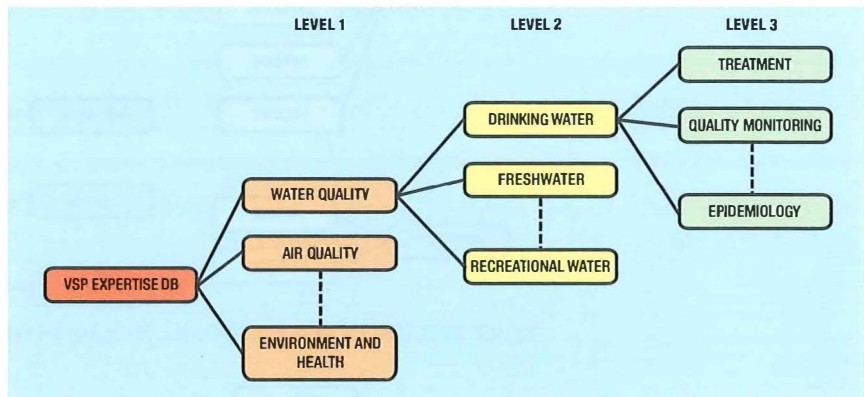 LEVEL 1
LEVEL 2
LEVEL 3
TREATMENT
DRINKING WATER
QUALITY MONITORING
WATER QUALITY
FRESHWATER
EPIDEMIOLOGY
AIR QUALITY
RECREATIONAL WATER
VSP EXPERTISE DB
ENVIRONMENT AND
HEALTH